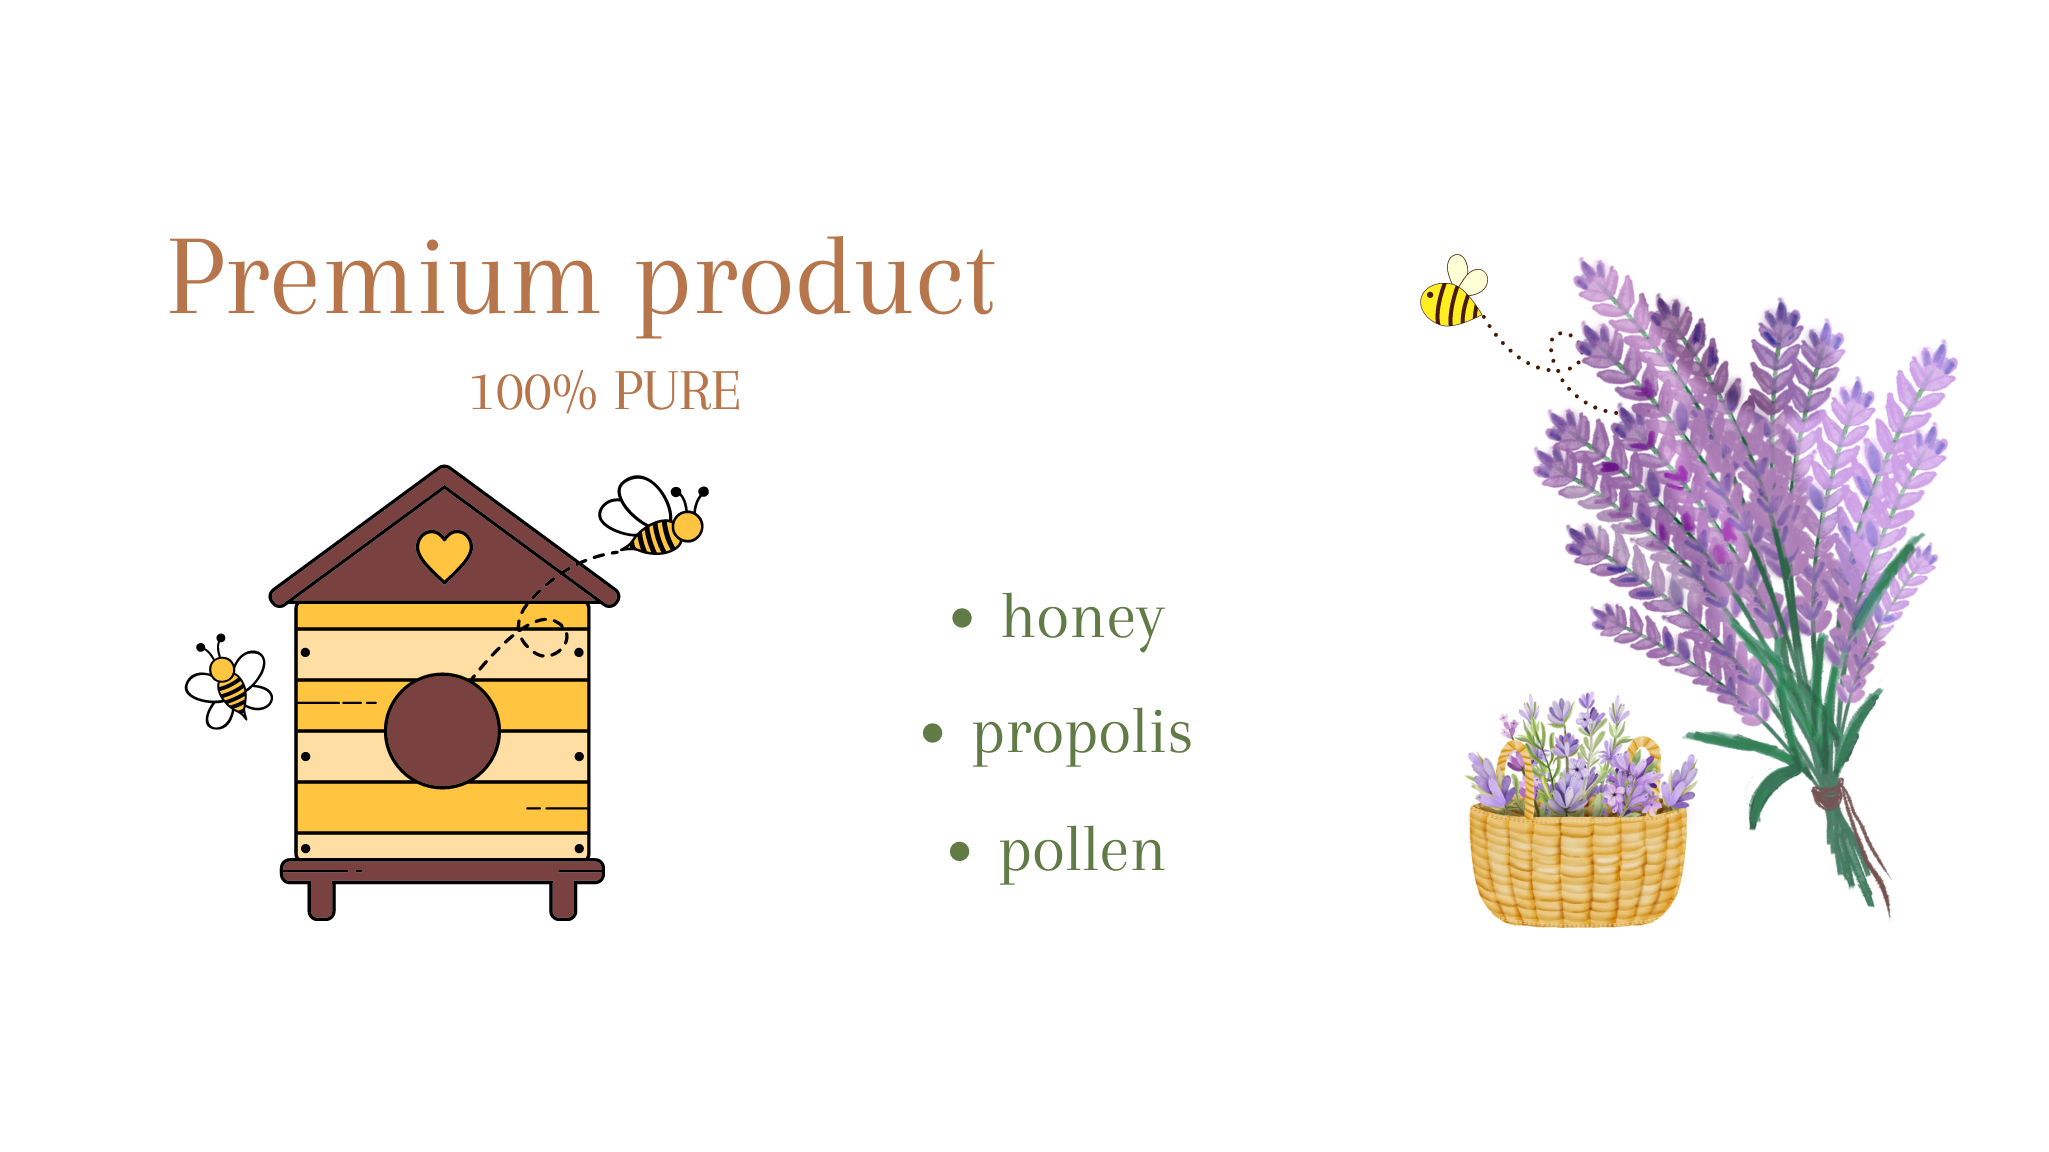 Premium product
100% PURE
• honey
• propolis
• pollen